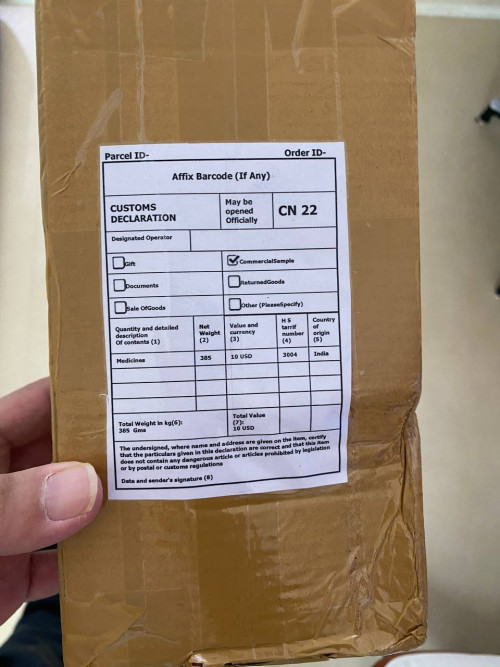 Parcel ID- Order ID-
Affix Barcode (If Any)
CUSTOMS
DECLARATION
May be
opened
Officially
CN 22
Designated Operator
Gift
CommercialSample
Documents
ReturnedGoods
Sale OfGoods
Other (PleaseSpecify)
Quantity and detailed
description
Of contents (1)
Net
Weight
(2)
Value and
currency
(3)
H S
tarrif
number
(4)
Country
of
origin
(5)
Medicines 385 10 USD 3004 India
Total Weight in kg(6):
385 Gms
Total Value
(7):
10 USD
The undersigned, where name and address are given on the item, certify
that the particulars given in this declaration are correct and that this item
does not contain any dangerous article or articles prohibited by legislation
or by postal or customs regulations
Data and sender's signature (8)